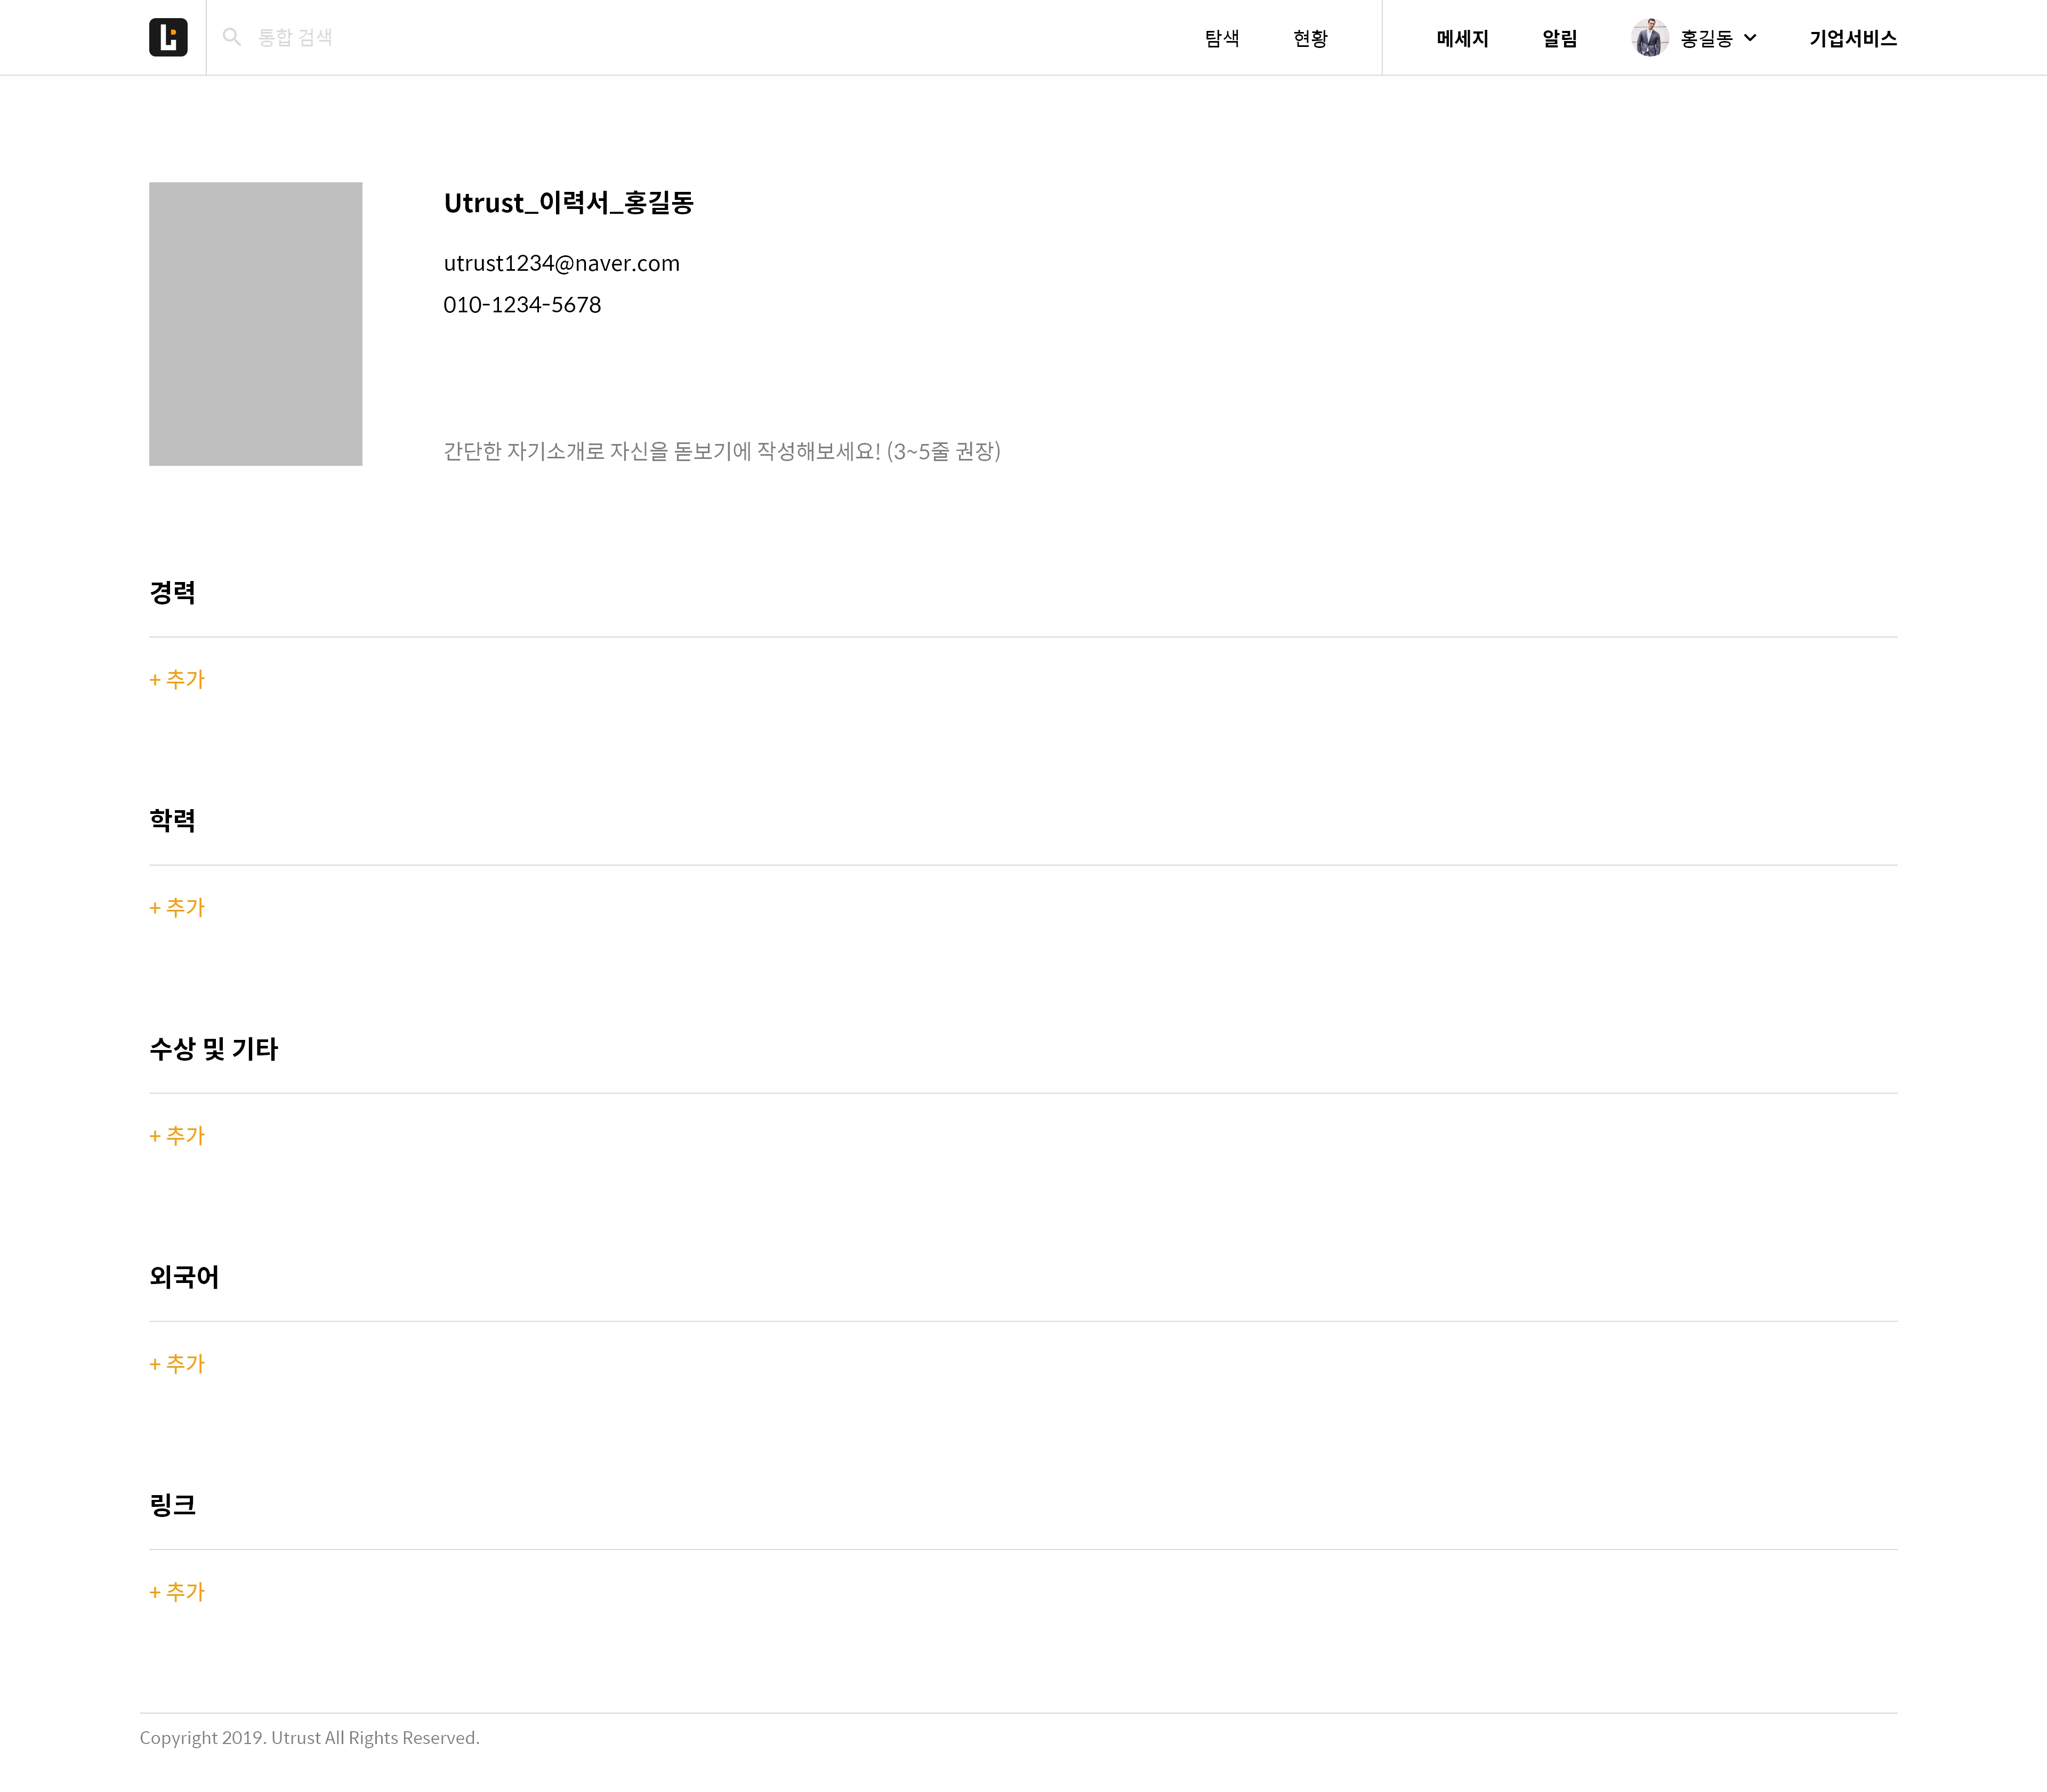 통합 검색
탐색 현황 메세지 알림 홍길동 기업서비스
Utrust_이력서_홍길동
utrust1234@naver.com
010-1234-5678
간단한 자기소개로 자신을 돋보기에 작성해보세요! (3~5줄 권장)
경력
+ 추가
학력
+ 추가
수상 및 기타
+ 추가
외국어
+ 추가
링크
+ 추가
Copyright 2019. Utrust All Rights Reserved.